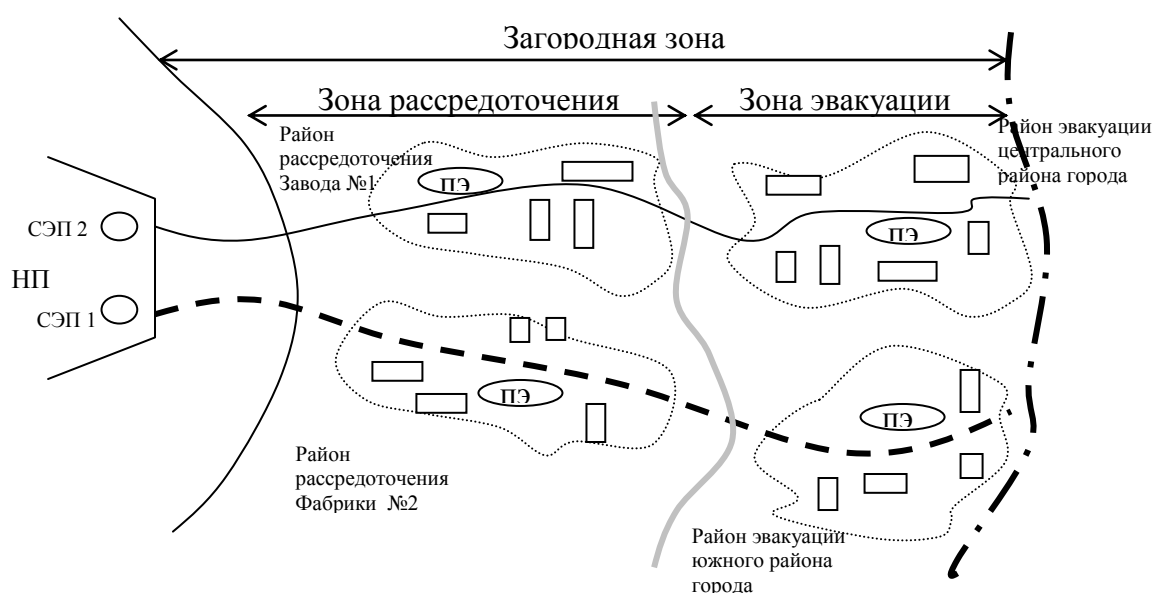 Загородная зона
Зона рассредоточения
Зона эвакуации
Район
рассредоточения
Завода №1
Район эвакуации
центрального
района города
ПЭ
ПЭ
СЭП 2
НП
СЭП 1
ПЭ
ПЭ
Район
рассредоточения
Фабрики №2
Район эвакуации
южного района
города